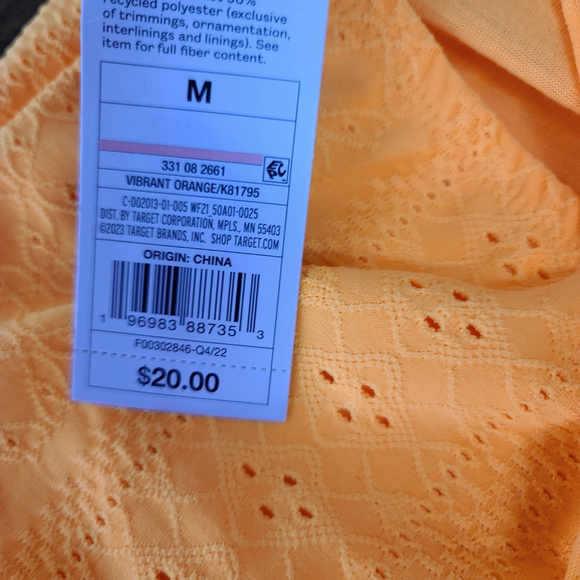 recycled polyester (exclusive
of trimmings, ornamentation,
interlinings and linings). See
item for full fiber content.
M
331 08 2661
VIBRANT ORANGE/K81795
C-002013-01-005 WF21_50A01-0025
DIST. BY TARGET CORPORATION, MPLS., MN 55403
©2023 TARGET BRANDS, INC. SHOP TARGET.COM
ORIGIN: CHINA
1 96983 88735 3
F00302846-Q4/22
$20.00